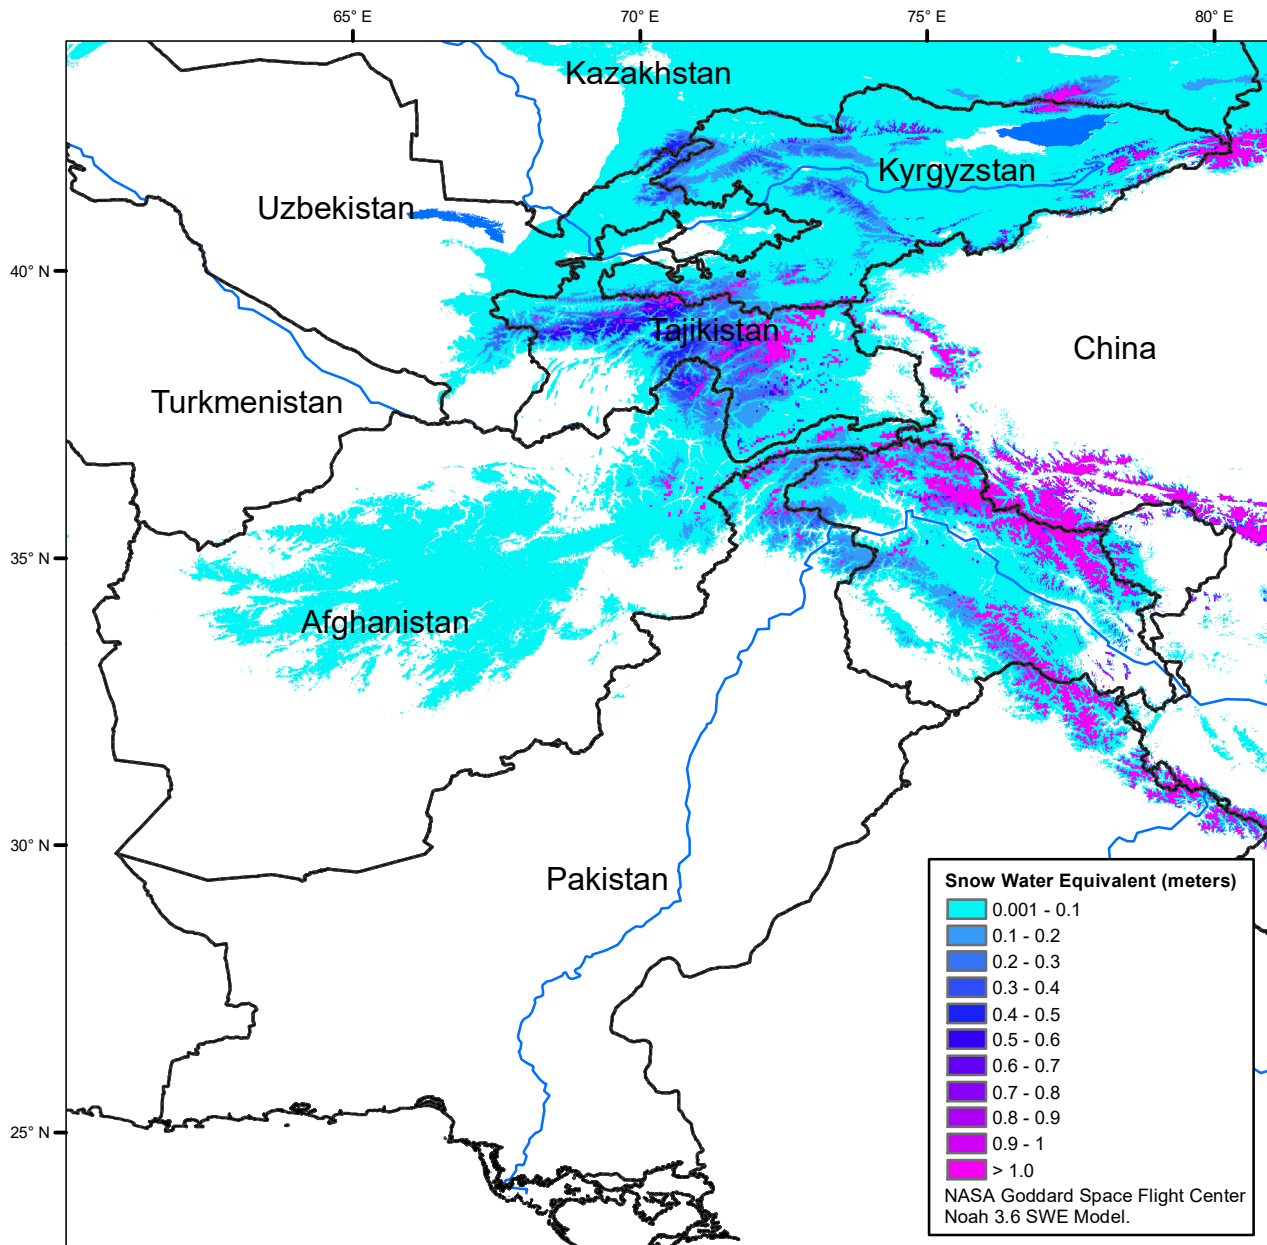 65° E
70° E
75° E
80° E
Kazakhstan
Kyrgyzstan
Uzbekistan
40° N
Tajikistan
China
Turkmenistan
35° N
Afghanistan
30° N
Pakistan
25° N
Snow Water Equivalent (meters)
0.001 - 0.1
0.1 - 0.2
0.2 - 0.3
0.3 - 0.4
0.4 - 0.5
0.5 - 0.6
0.6 - 0.7
0.7 - 0.8
0.8 - 0.9
0.9 - 1
> 1.0
NASA Goddard Space Flight Center
Noah 3.6 SWE Model.